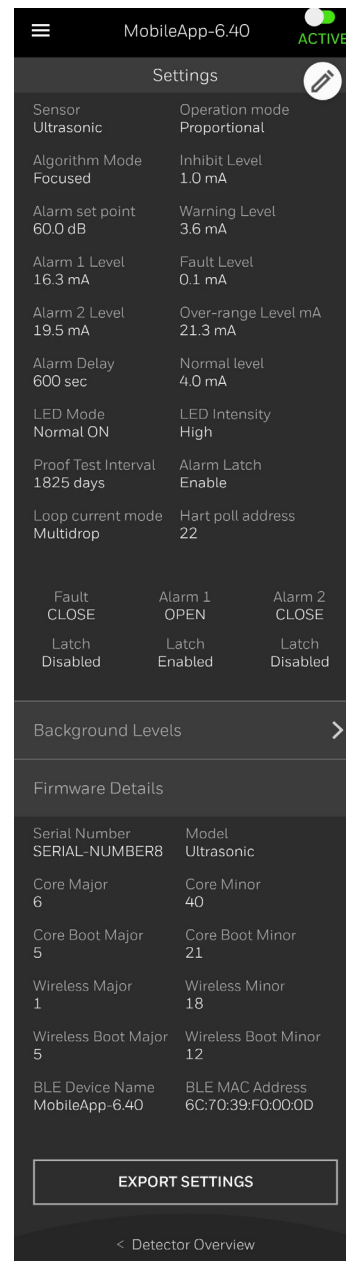 MobileApp-6.40
ACTIVE
Settings
Sensor Operation mode
Ultrasonic Proportional
Algorithm Mode Inhibit Level
Focused 1.0 mA
Alarm set point Warning Level
60.0 dB 3.6 mA
Alarm 1 Level Fault Level
16.3 mA 0.1 mA
Alarm 2 Level Over-range Level mA
19.5 mA 21.3 mA
Alarm Delay Normal level
600 sec 4.0 mA
LED Mode LED Intensity
Normal ON High
Proof Test Interval Alarm Latch
1825 days Enable
Loop current mode Hart poll address
Multidrop 22
Fault Alarm 1 Alarm 2
CLOSE OPEN CLOSE
Latch Latch Latch
Disabled Enabled Disabled
Background Levels
Firmware Details
Serial Number Model
SERIAL-NUMBER8 Ultrasonic
Core Major Core Minor
6 40
Core Boot Major Core Boot Minor
5 21
Wireless Major Wireless Minor
1 18
Wireless Boot Major Wireless Boot Minor
5 12
BLE Device Name BLE MAC Address
MobileApp-6.40 6C:70:39:F0:00:0D
EXPORT SETTINGS
< Detector Overview